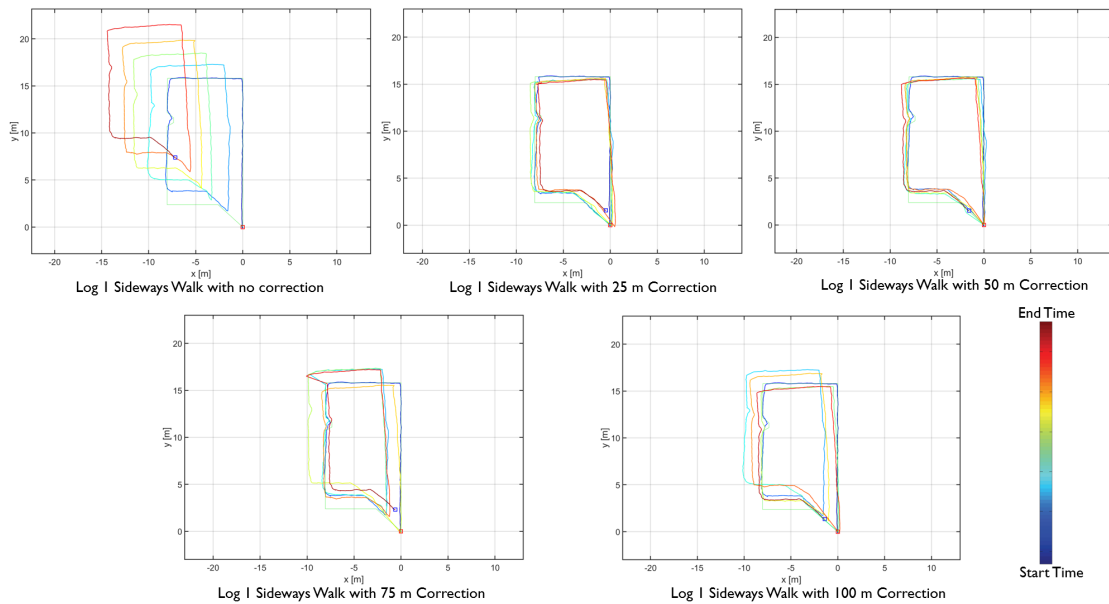 20
15
10
5
0
y [m]
-20 -15 -10 -5 0 5 10
x [m]
Log 1 Sideways Walk with no correction
20
15
10
5
0
y [m]
-20 -15 -10 -5 0 5 10
x [m]
Log 1 Sideways Walk with 25 m Correction
20
15
10
5
0
y [m]
-20 -15 -10 -5 0 5 10
x [m]
Log 1 Sideways Walk with 50 m Correction
20
15
10
5
0
y [m]
-20 -15 -10 -5 0 5 10
x [m]
Log 1 Sideways Walk with 75 m Correction
20
15
10
5
0
y [m]
-20 -15 -10 -5 0 5 10
x [m]
Log 1 Sideways Walk with 100 m Correction
End Time
Start Time